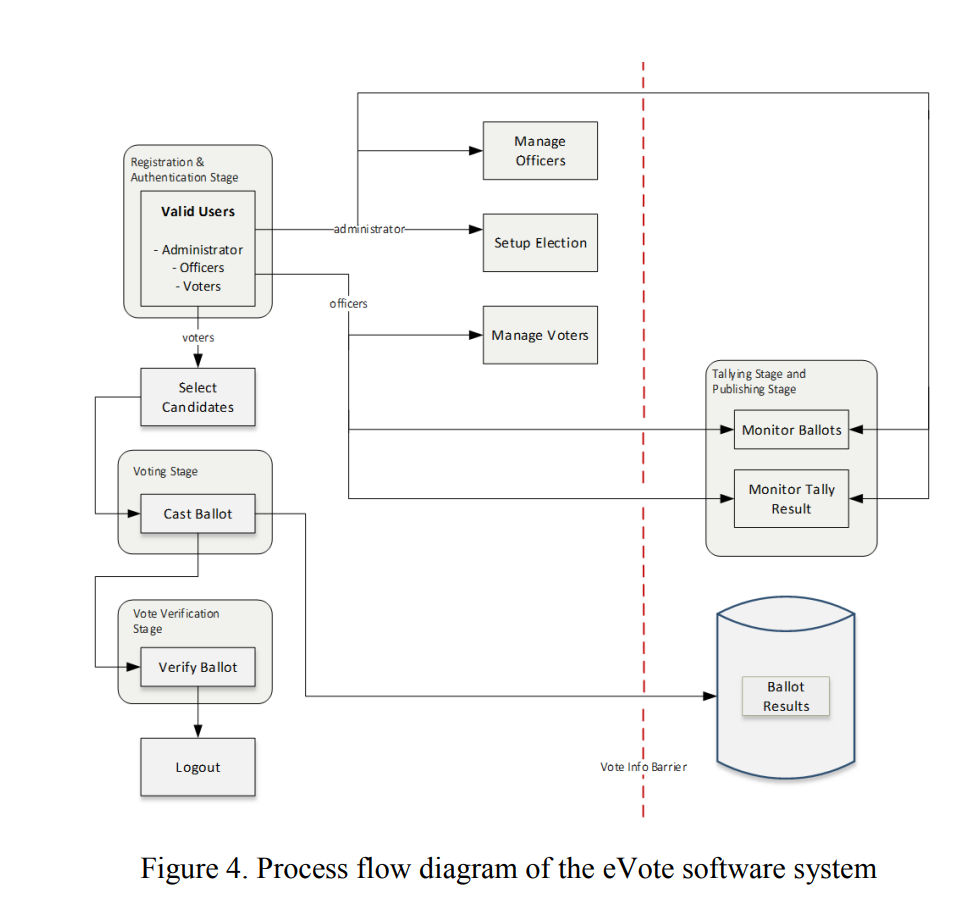 Registration &
Authentication Stage
Valid Users
- Administrator
- Officers
- Voters
administrator
officers
voters
Manage
Officers
Setup Election
Manage Voters
Select
Candidates
Voting Stage
Cast Ballot
Vote Verification
Stage
Verify Ballot
Logout
Tallying Stage and
Publishing Stage
Monitor Ballots
Monitor Tally
Result
Ballot
Results
Vote Info Barrier
Figure 4. Process flow diagram of the eVote software system